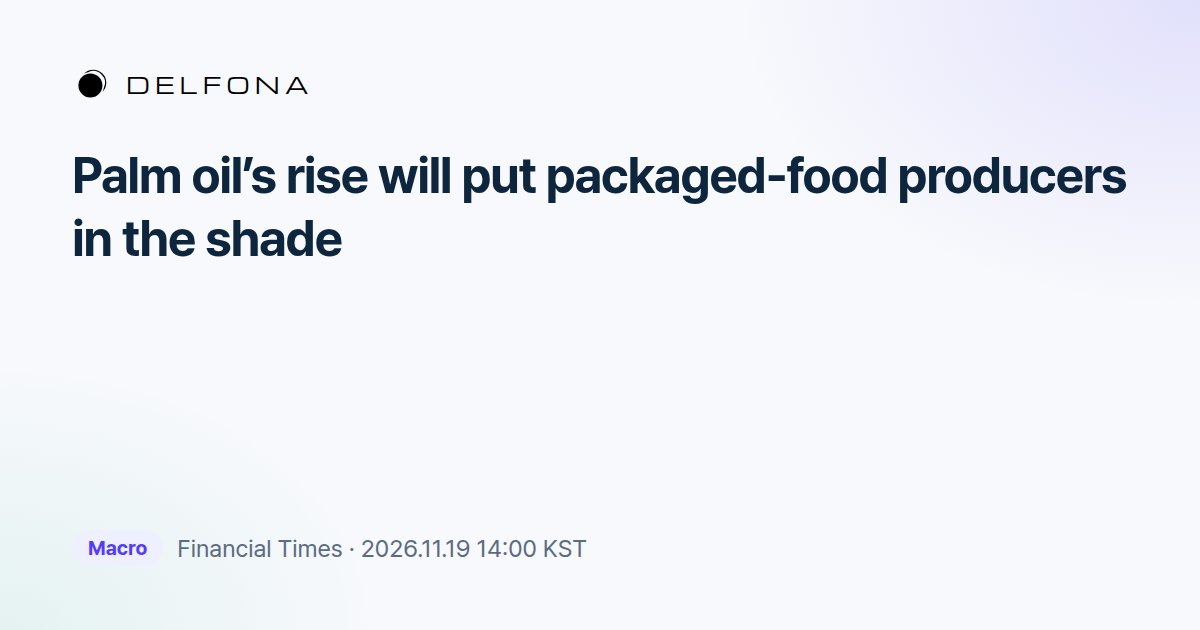 DELFONA
Palm oil’s rise will put packaged-food producers
in the shade
Macro Financial Times · 2026.11.19 14:00 KST